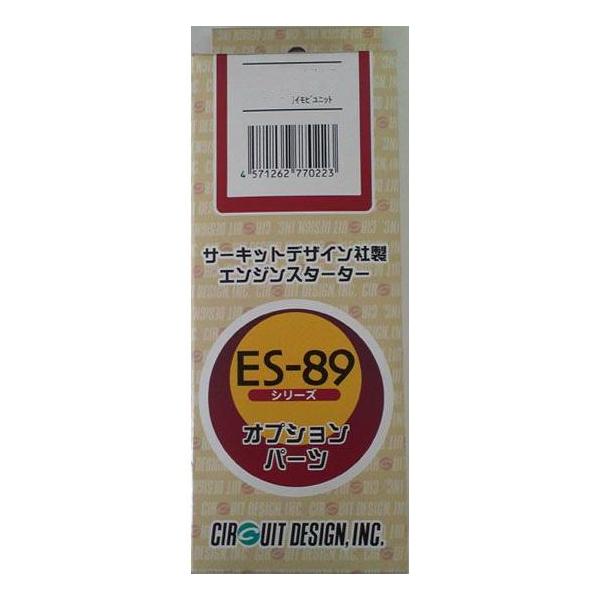 イモビユニット
4 571262 770223
サーキットデザイン社製
エンジンスターター
ES-89
シリーズ
オプション
パーツ
CIRCUIT DESIGN, INC.